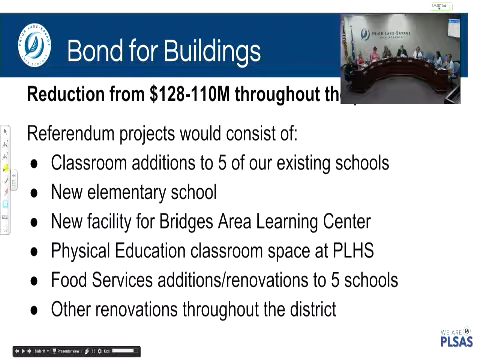 Bond for Buildings
Reduction from $128-110M throughout the
Referendum projects would consist of:
● Classroom additions to 5 of our existing schools
● New elementary school
● New facility for Bridges Area Learning Center
● Physical Education classroom space at PLHS
● Food Services additions/renovations to 5 schools
● Other renovations throughout the district
WE ARE
PLSAS